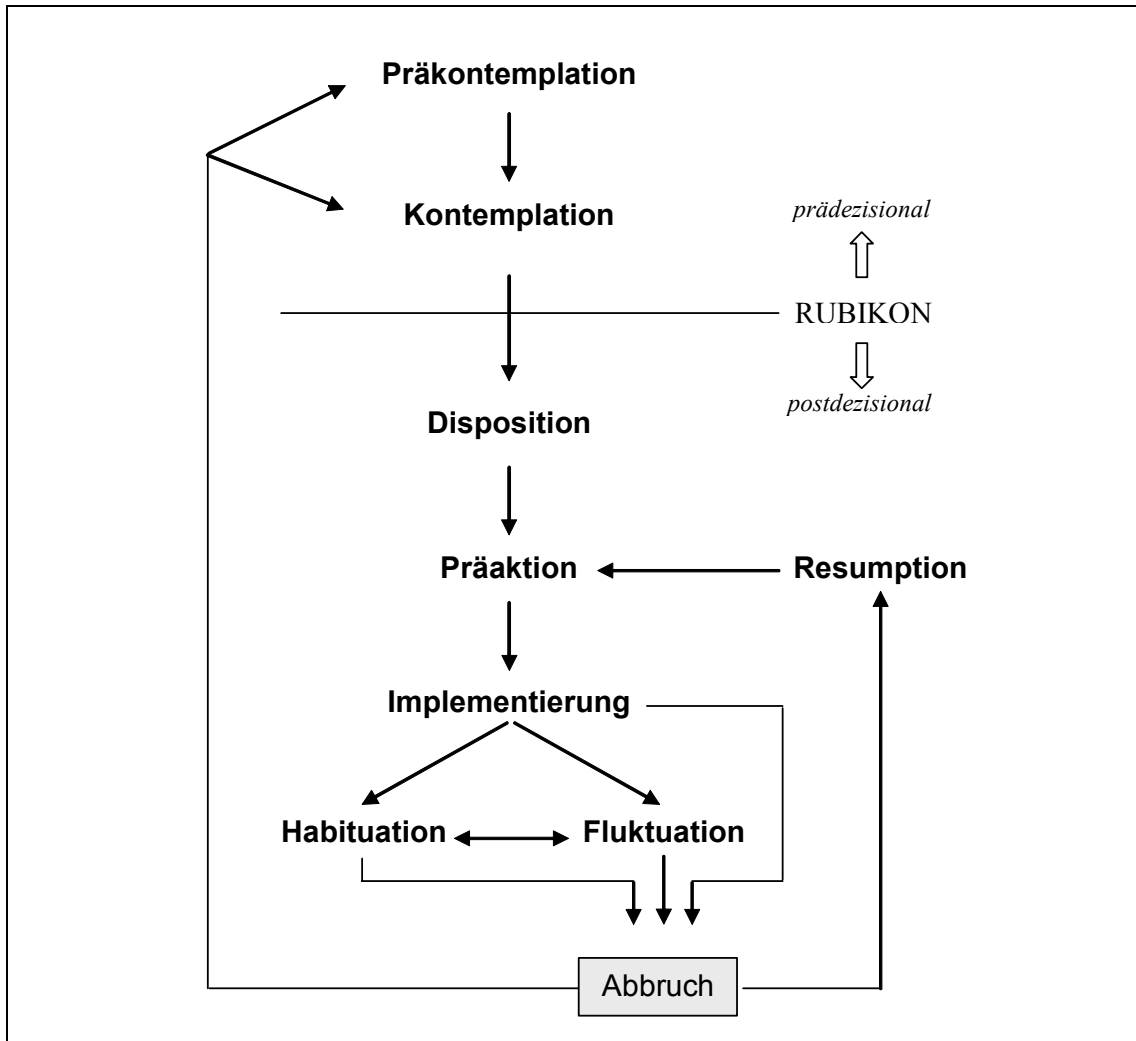 Präkontemplation
Kontemplation
prädezisional
RUBIKON
postdezisional
Disposition
Präaktion
Resumption
Implementierung
Habituation
Fluktuation
Abbruch